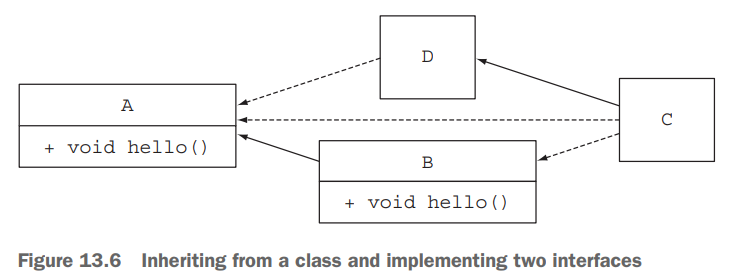 D
A
C
+ void hello()
B
+ void hello()
Figure 13.6 Inheriting from a class and implementing two interfaces